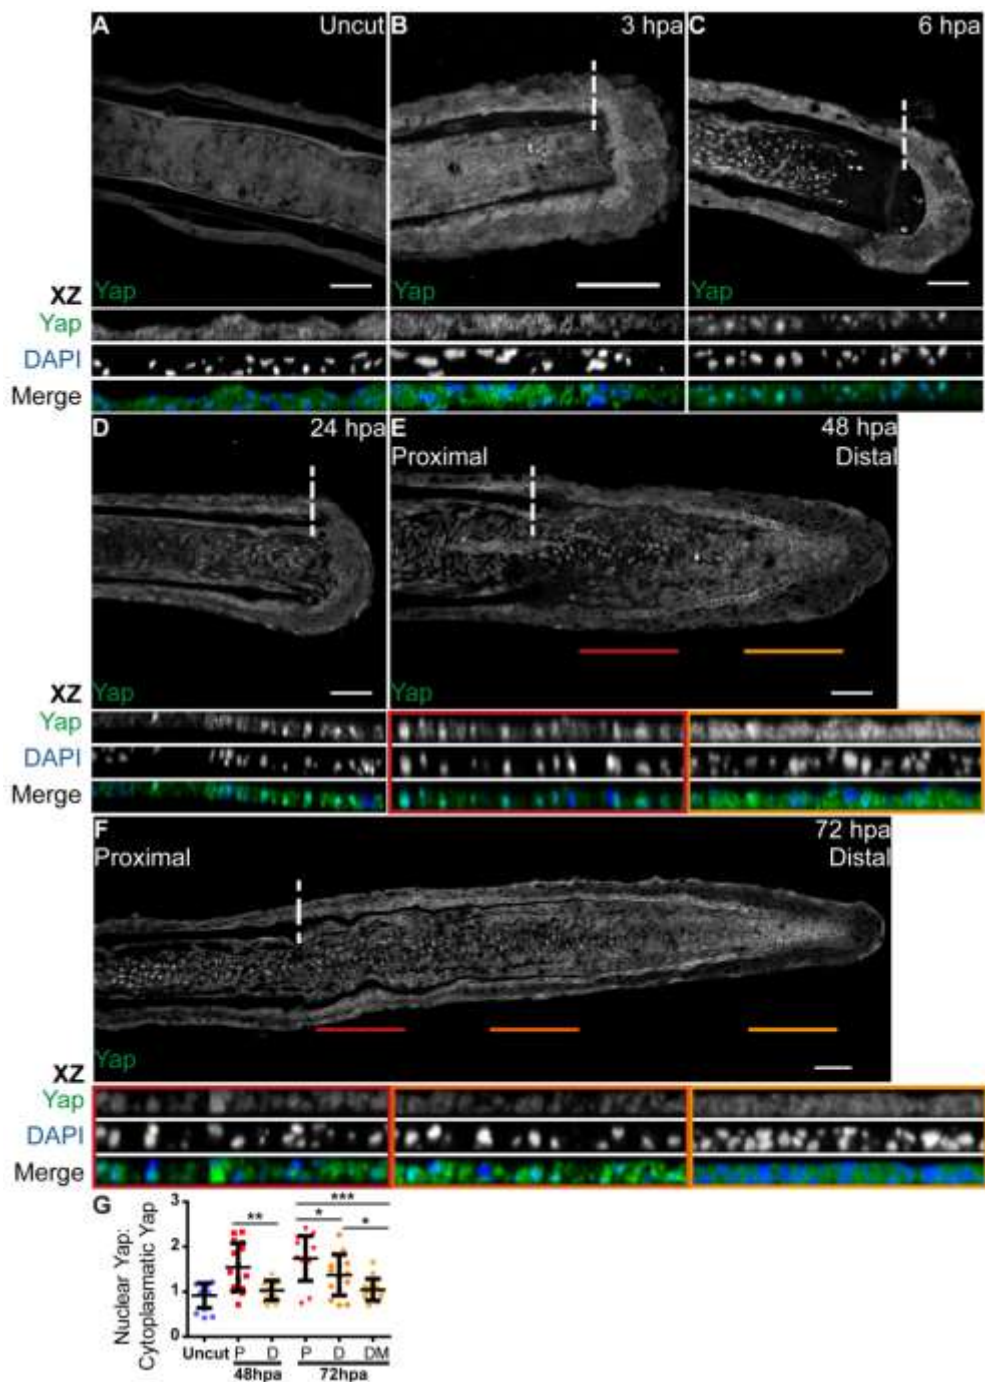 A Uncut
B 3 hpa
C 6 hpa
Yap
Yap
Yap
XZ
Yap
DAPI
Merge
D 24 hpa
E 48 hpa
Proximal Distal
Yap
Yap
XZ
Yap
DAPI
Merge
F 72 hpa
Proximal Distal
Yap
XZ
Yap
DAPI
Merge
G
Nuclear Yap:
Cytoplasmatic Yap
3
2
1
0
**
***
*
*
Uncut P D P D DM
48hpa 72hpa